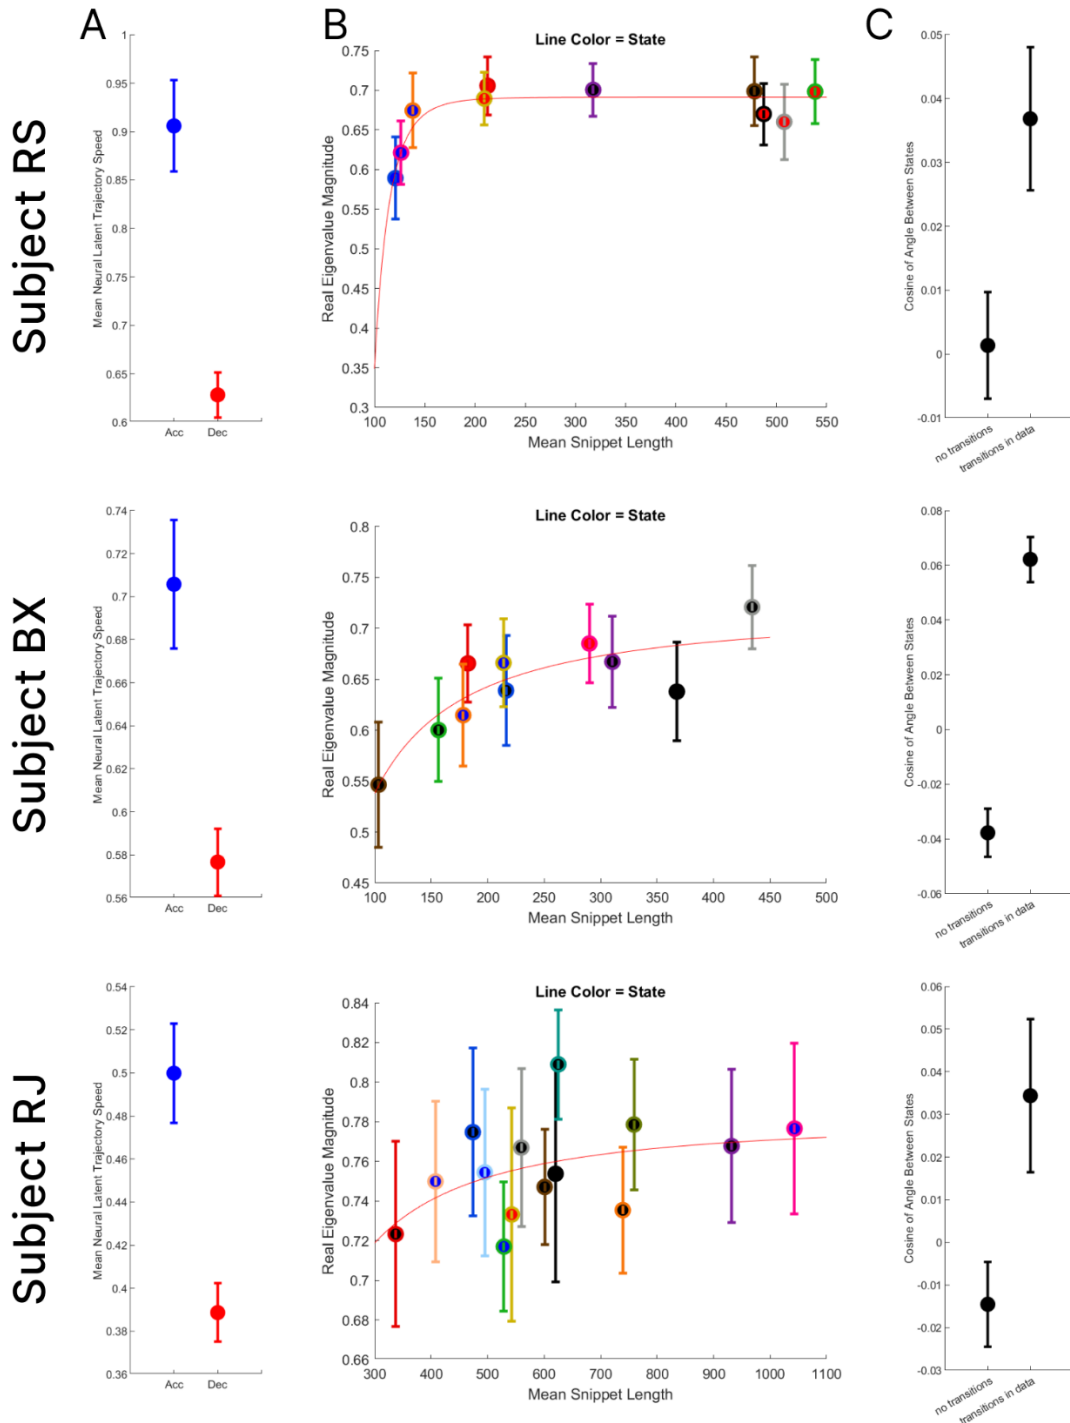 A
B
C
Subject RS
Mean Neural Latent Trajectory Speed
1
0.95
0.9
0.85
0.8
0.75
0.7
0.65
0.6
Acc Dec
Line Color = State
Real Eigenvalue Magnitude
0.75
0.7
0.65
0.6
0.55
0.5
0.45
0.4
0.35
0.3
100 150 200 250 300 350 400 450 500 550
Mean Snippet Length
Cosine of Angle Between States
0.05
0.04
0.03
0.02
0.01
0
-0.01
no transitions
transitions in data
Subject BX
Mean Neural Latent Trajectory Speed
0.74
0.72
0.7
0.68
0.66
0.64
0.62
0.6
0.58
0.56
Acc Dec
Line Color = State
Real Eigenvalue Magnitude
0.8
0.75
0.7
0.65
0.6
0.55
0.5
0.45
100 150 200 250 300 350 400 450 500
Mean Snippet Length
Cosine of Angle Between States
0.08
0.06
0.04
0.02
0
-0.02
-0.04
-0.06
no transitions
transitions in data
Subject RJ
Mean Neural Latent Trajectory Speed
0.54
0.52
0.5
0.48
0.46
0.44
0.42
0.4
0.38
0.36
Acc Dec
Line Color = State
Real Eigenvalue Magnitude
0.84
0.82
0.8
0.78
0.76
0.74
0.72
0.7
0.68
0.66
300 400 500 600 700 800 900 1000 1100
Mean Snippet Length
Cosine of Angle Between States
0.06
0.05
0.04
0.03
0.02
0.01
0
-0.01
-0.02
-0.03
no transitions
transitions in data